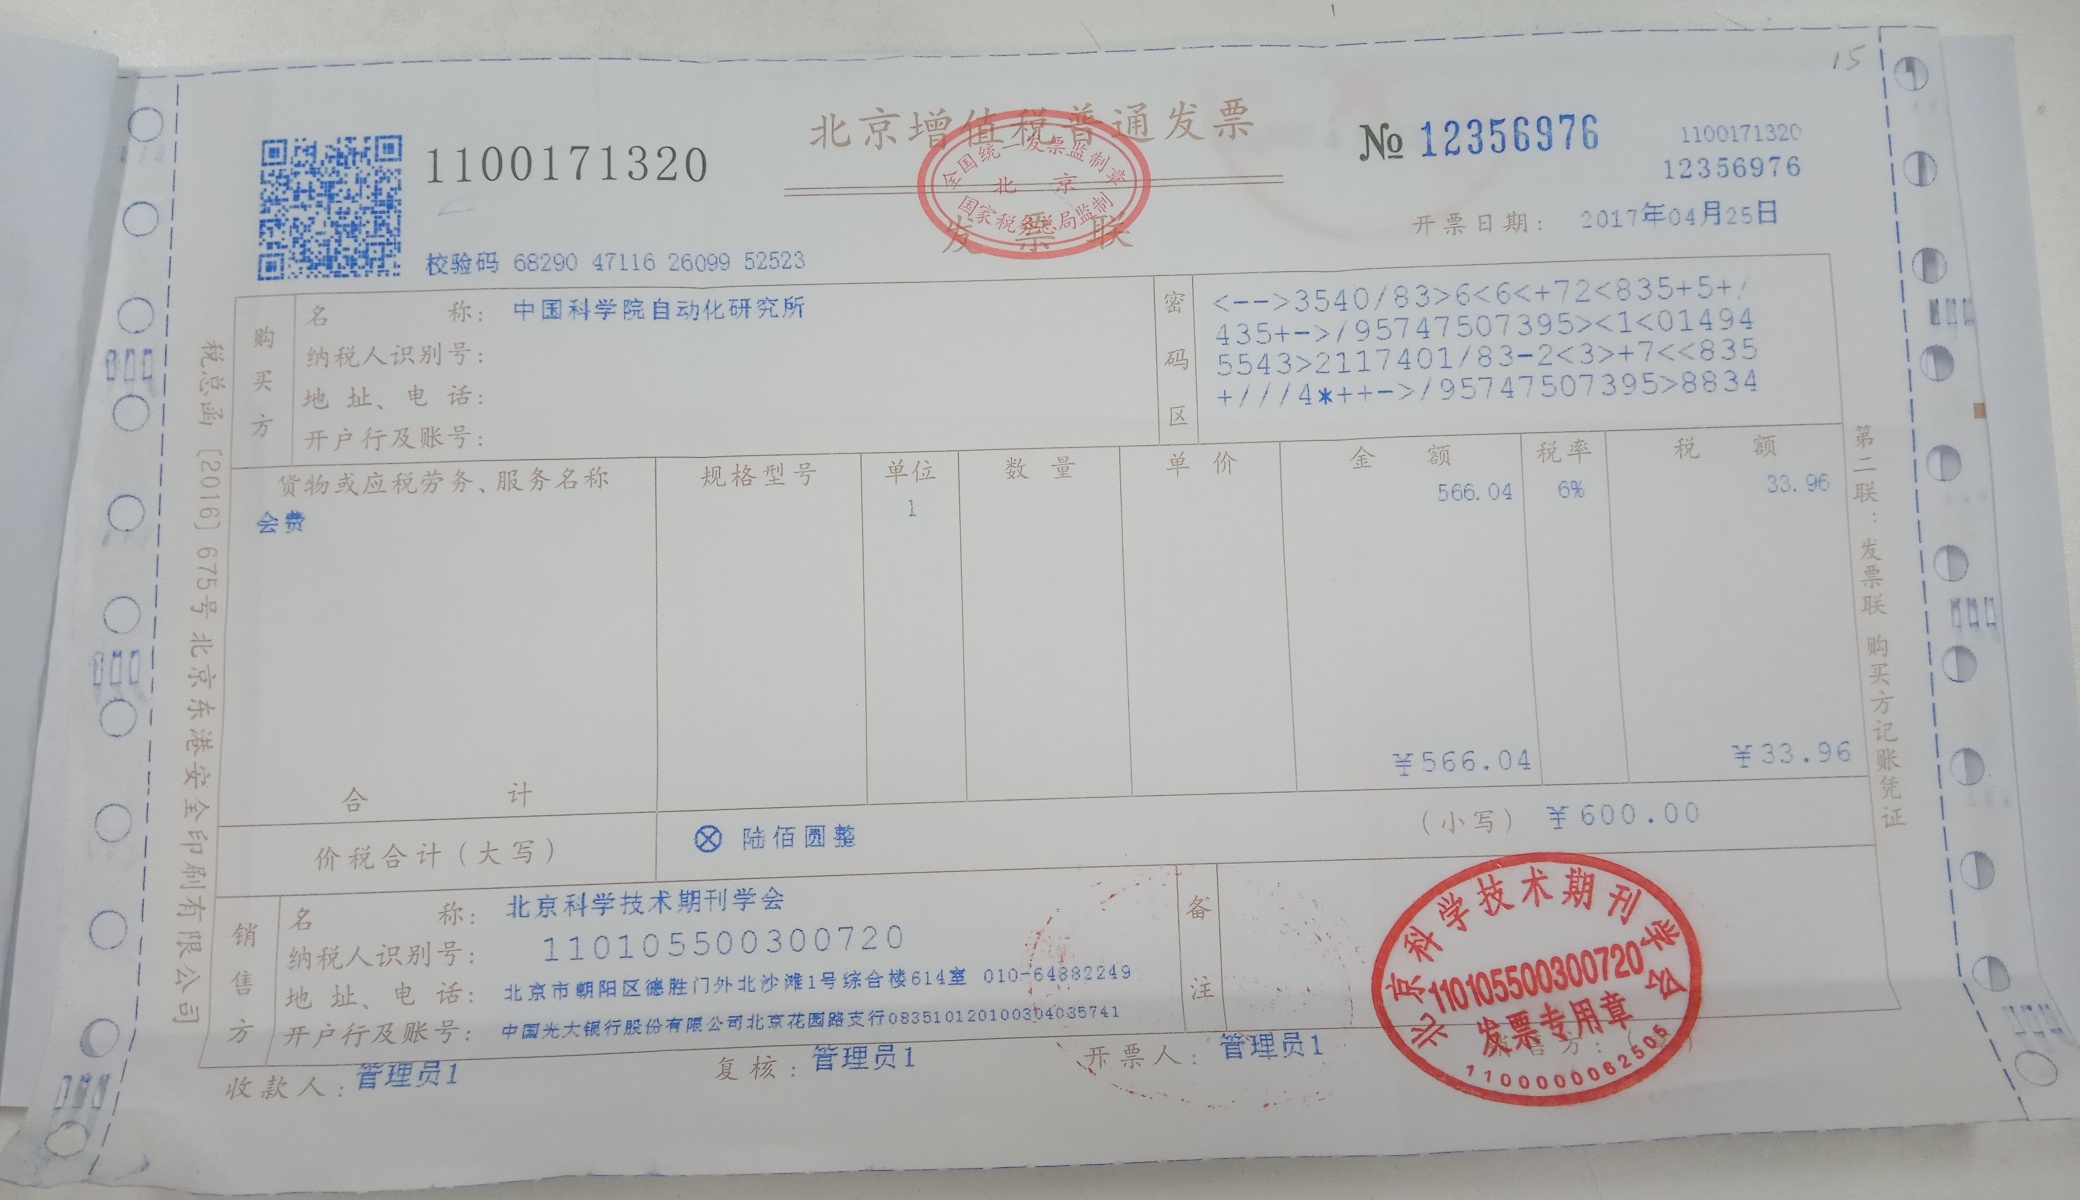 15
北京增值税普通发票
发票联
全国统一发票监制章
北京
国家税务总局监制
1100171320
№ 12356976
1100171320
12356976
校验码 68290 47116 26099 52523
开票日期： 2017年04月25日
购买方
名 称： 中国科学院自动化研究所
纳税人识别号：
地 址、电 话：
开户行及账号：
密码区
<-->3540/83>6<6<+72<835+5+/
435+->/95747507395><1<01494
5543>2117401/83-2<3>+7<<835
+///4*++->/95747507395>8834
货物或应税劳务、服务名称 规格型号 单位 数 量 单 价 金 额 税率 税 额
会费 1 566.04 6% 33.96
合 计 ¥566.04 ¥33.96
价税合计（大写） ⊗ 陆佰圆整 （小写） ¥600.00
销售方
名 称： 北京科学技术期刊学会
纳税人识别号： 110105500300720
地 址、电 话： 北京市朝阳区德胜门外北沙滩1号综合楼614室 010-64882249
开户行及账号： 中国光大银行股份有限公司北京花园路支行083510120100304035741
备注
收款人：管理员1 复核：管理员1 开票人：管理员1
北京科学技术期刊学会
110105500300720
发票专用章
1100000062505
税总函［2016］675号 北京东港安全印刷有限公司
第二联：发票联 购买方记账凭证